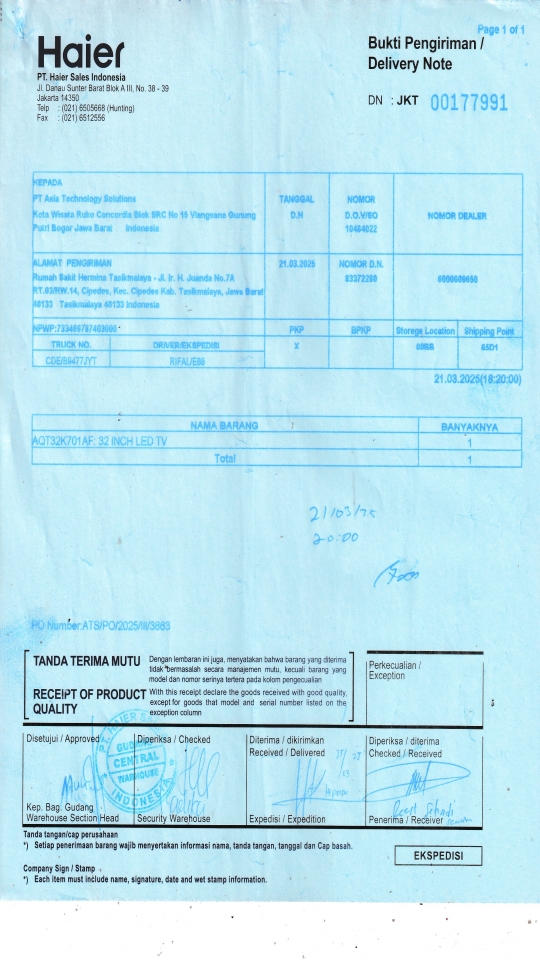 Page 1 of 1
Haier
PT. Haier Sales Indonesia
Jl. Danau Sunter Barat Blok A III, No. 38 - 39
Jakarta 14350
Telp : (021) 6505668 (Hunting)
Fax : (021) 6512556
Bukti Pengiriman /
Delivery Note
DN : JKT 00177991
KEPADA
PT Asia Technology Solutions
Kota Wisata Ruko Concordia Blok SRC No 15 Viangsana Gunung
Putri Bogor Jawa Barat Indonesia
TANGGAL
D.N
NOMOR
D.O.V/SO
10484022
NOMOR DEALER
ALAMAT PENGIRIMAN
Rumah Sakit Hermina Tasikmalaya - Jl. Ir. H. Juanda No.7A
RT.03/RW.14, Cipedes, Kec. Cipedes Kab. Tasikmalaya, Jawa Barat
46133 Tasikmalaya 46133 Indonesia
21.03.2025
NOMOR D.N.
83372280
NPWP:
PKP
BPKP
Storege Location
Shipping Point
TRUCK NO.
DRIVER/EKSPEDISI
X
65D1
CDE/B9477JYT
21.03.2025(18:20:00)
NAMA BARANG
BANYAKNYA
AQT32K701AF: 32 INCH LED TV
1
Total
1
21/03/25
20:00
PO Number:ATS/PO/2025/III/3883
TANDA TERIMA MUTU
Dengan lembaran ini juga, menyatakan bahwa barang yang diterima
tidak bermasalah secara manajemen mutu, kecuali barang yang
model dan nomor serinya tertera pada kolom pengecualian
RECEIPT OF PRODUCT
QUALITY
With this receipt declare the goods received with good quality,
except for goods that model and serial number listed on the
exception column
Perkecualian /
Exception
Disetujui / Approved
Diperiksa / Checked
Diterima / dikirimkan
Received / Delivered
Diperiksa / diterima
Checked / Received
PT. HAIER
GUDANG
CENTRAL
WAREHOUSE
INDONESIA
Kep. Bag. Gudang
Warehouse Section Head
Security Warehouse
Expedisi / Expedition
Penerima / Receiver
Tanda tangan/cap perusahaan
*) Setiap penerimaan barang wajib menyertakan informasi nama, tanda tangan, tanggal dan Cap basah.
EKSPEDISI
Company Sign / Stamp
*) Each item must include name, signature, date and wet stamp information.